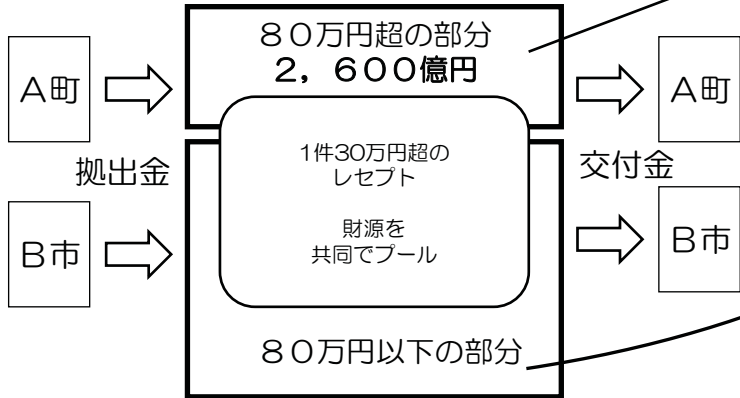 ８０万円超の部分
２，６００億円
A町
A町
1件30万円超の
レセプト
拠出金
交付金
財源を
共同でプール
B市
B市
８０万円以下の部分